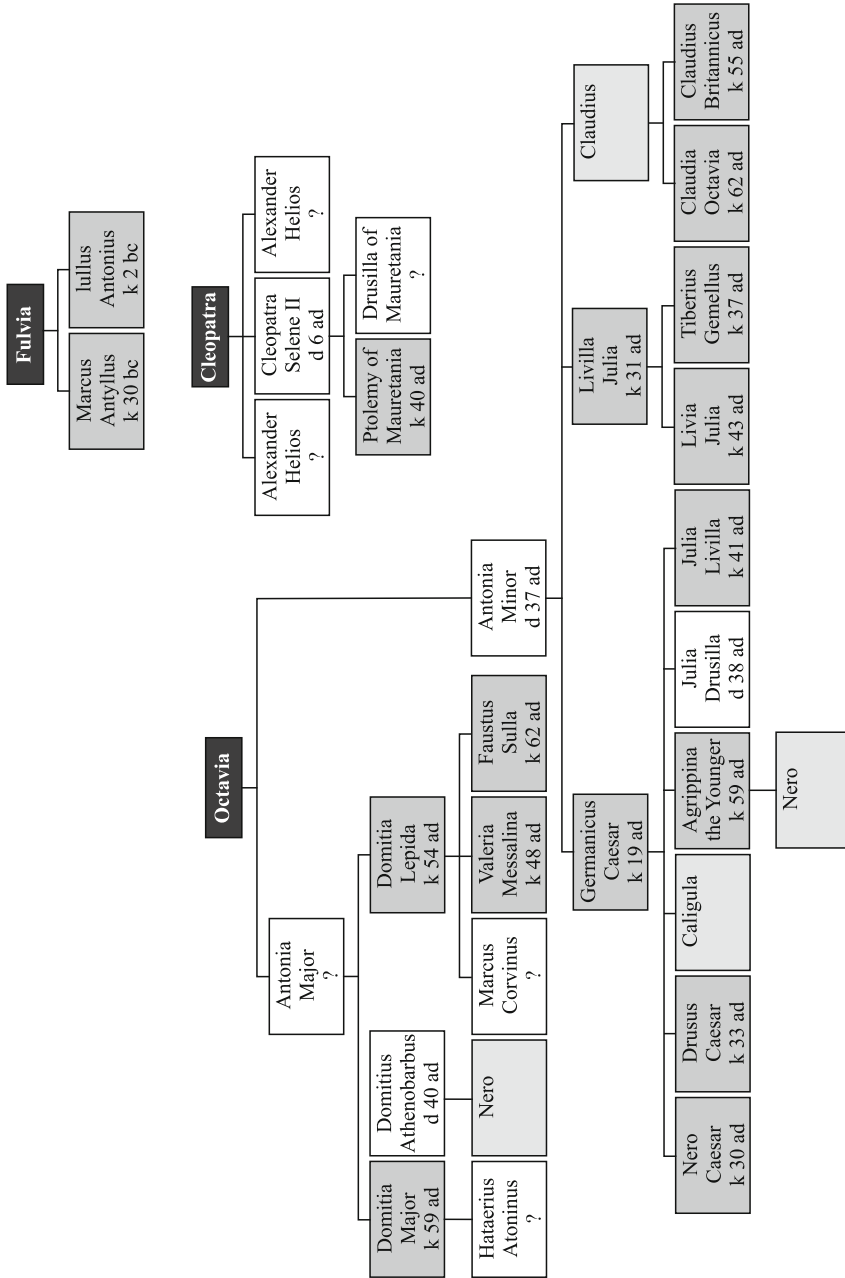 Fulvia
Marcus
Antyllus
k 30 bc
Iullus
Antonius
k 2 bc
Cleopatra
Alexander
Helios
?
Cleopatra
Selene II
d 6 ad
Alexander
Helios
?
Ptolemy of
Mauretania
k 40 ad
Drusilla of
Mauretania
?
Octavia
Antonia
Major
?
Domitia
Major
k 59 ad
Domitius
Athenobarbus
d 40 ad
Domitia
Lepida
k 54 ad
Hataerius
Atoninus
?
Nero
Marcus
Corvinus
?
Valeria
Messalina
k 48 ad
Faustus
Sulla
k 62 ad
Antonia
Minor
d 37 ad
Germanicus
Caesar
k 19 ad
Livilla
Julia
k 31 ad
Claudius
Nero
Caesar
k 30 ad
Drusus
Caesar
k 33 ad
Caligula
Agrippina
the Younger
k 59 ad
Julia
Drusilla
d 38 ad
Julia
Livilla
k 41 ad
Livia
Julia
k 43 ad
Tiberius
Gemellus
k 37 ad
Claudia
Octavia
k 62 ad
Claudius
Britannicus
k 55 ad
Nero